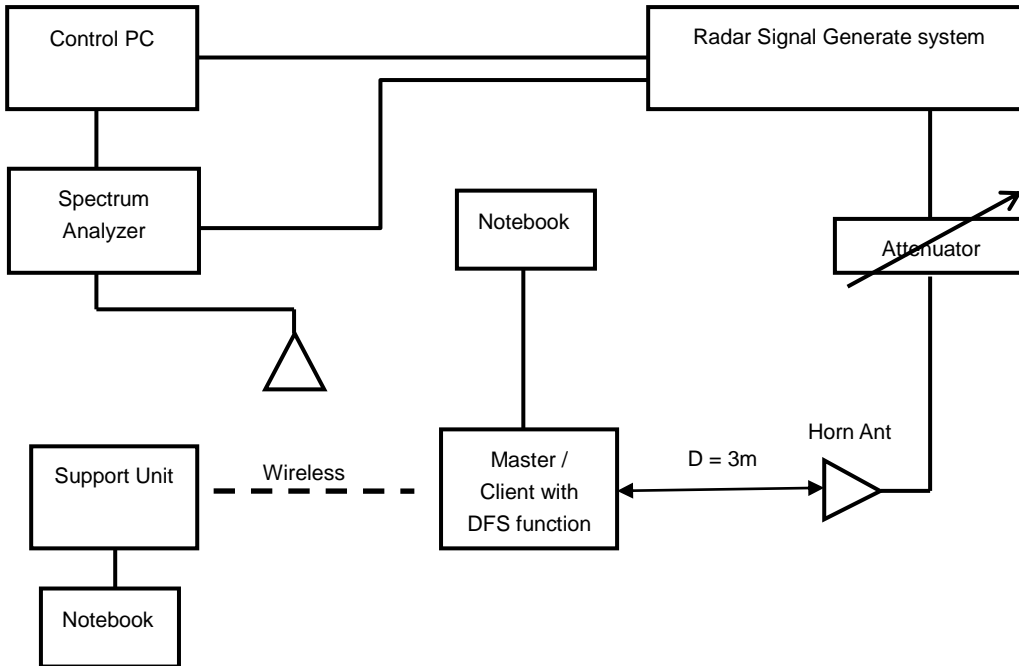 Control PC
Radar Signal Generate system
Spectrum
Analyzer
Notebook
Attenuator
Horn Ant
Support Unit
Wireless
Master /
Client with
DFS function
D = 3m
Notebook